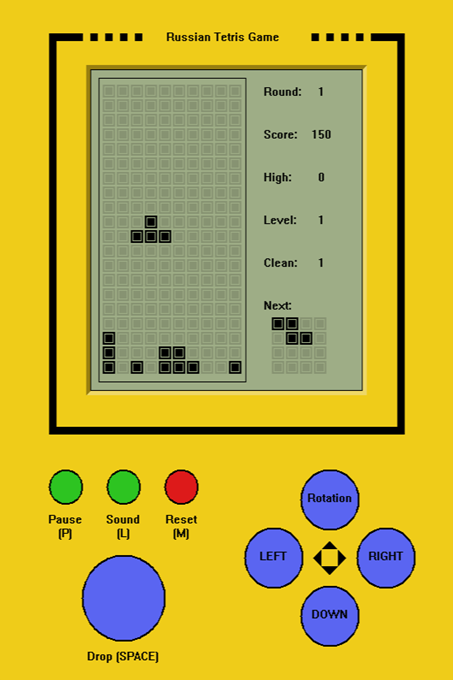 Russian Tetris Game
Round: 1
Score: 150
High: 0
Level: 1
Clean: 1
Next:
Rotation
Pause
(P)
Sound
(L)
Reset
(M)
LEFT
RIGHT
DOWN
Drop (SPACE)